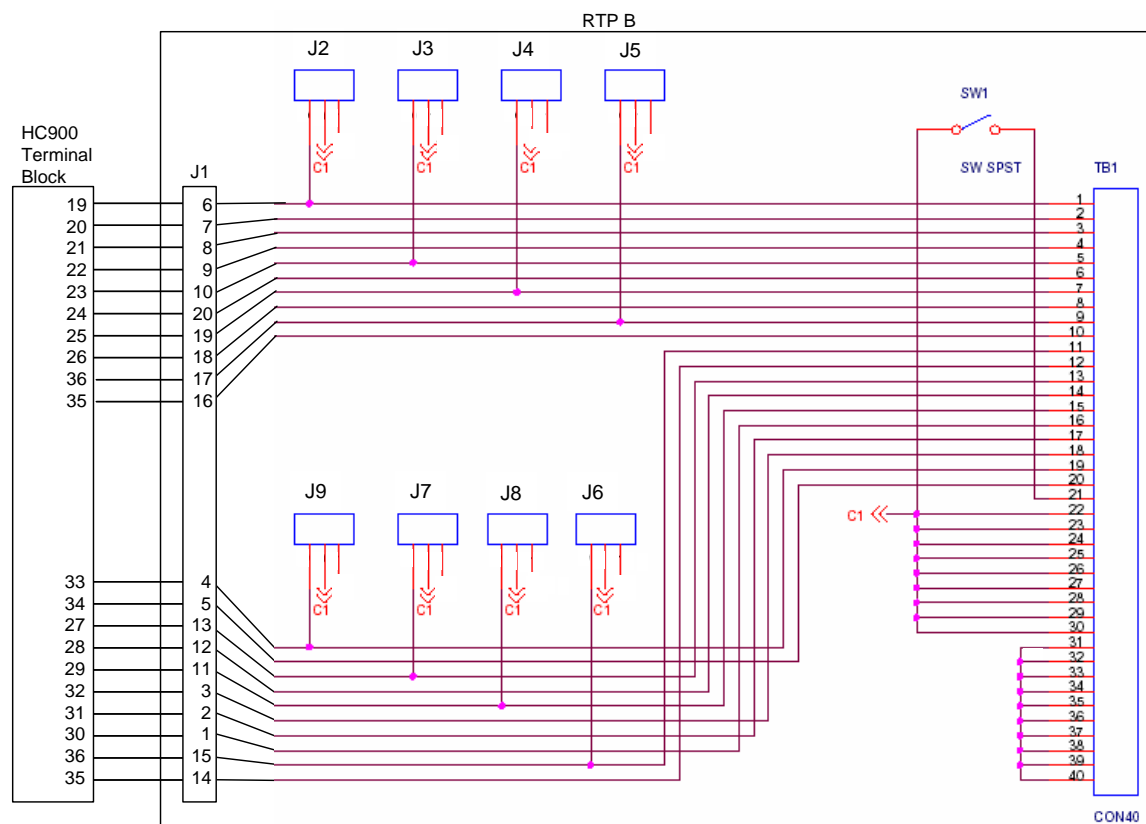 RTP B
J2 J3 J4 J5
SW1
HC900
Terminal
Block
J1
C1 C1 C1 C1
SW SPST
TB1
19 6 1
20 7 2
21 8 3
22 9 4
23 10 5
24 20 6
25 19 7
26 18 8
36 17 9
35 16 10
11
12
13
14
15
16
17
18
19
20
21
J9 J7 J8 J6
C1
22
23
24
25
26
27
28
29
30
31
32
33
34
35
36
37
38
39
40
33 4
34 5
C1 C1 C1 C1
27 13
28 12
29 11
32 3
31 2
30 1
36 15
35 14
CON40